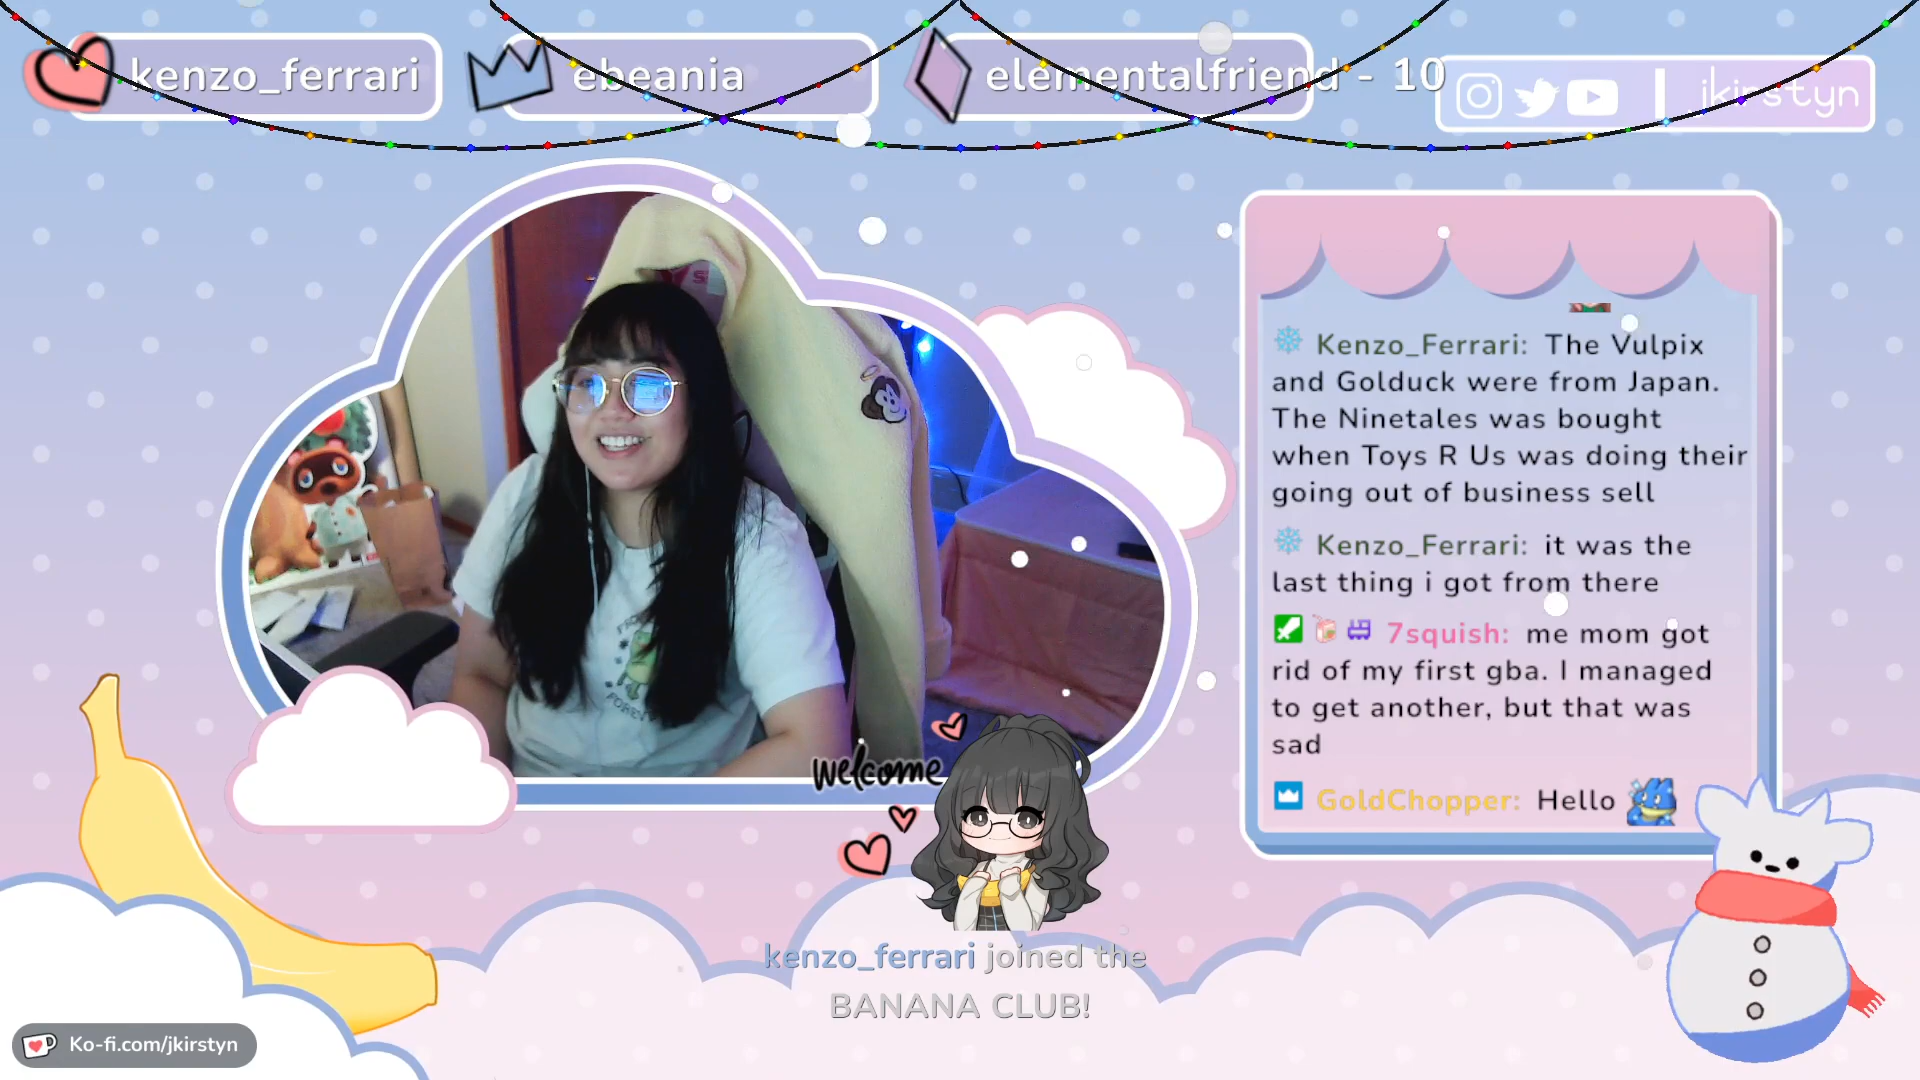 kenzo_ferrari
ebeania
elementalfriend - 10
jkirstyn
Kenzo_Ferrari: The Vulpix
and Golduck were from Japan.
The Ninetales was bought
when Toys R Us was doing their
going out of business sell
Kenzo_Ferrari: it was the
last thing i got from there
7squish: me mom got
rid of my first gba. I managed
to get another, but that was
sad
GoldChopper: Hello
FOREV
welcome
kenzo_ferrari joined the
BANANA CLUB!
Ko-fi.com/jkirstyn